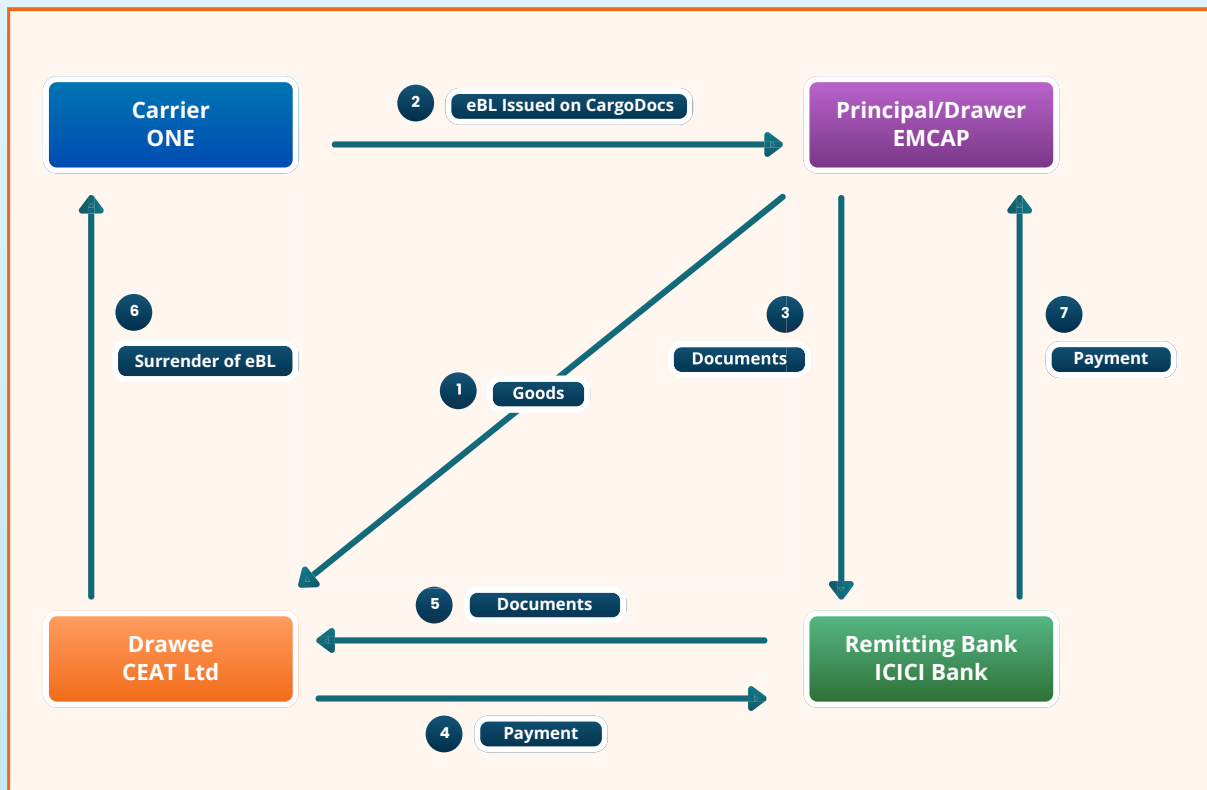 2
eBL Issued on CargoDocs
Carrier
ONE
Principal/Drawer
EMCAP
6
Surrender of eBL
3
Documents
7
Payment
1
Goods
5
Documents
Drawee
CEAT Ltd
Remitting Bank
ICICI Bank
4
Payment